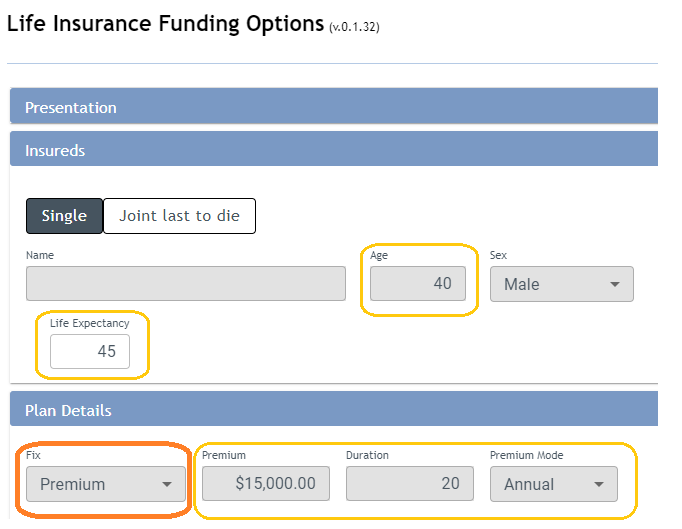 Life Insurance Funding Options (v.0.1.32)
Presentation
Insureds
Single Joint last to die
Name Age Sex
40 Male
Life Expectancy
45
Plan Details
Fix Premium Duration Premium Mode
Premium $15,000.00 20 Annual